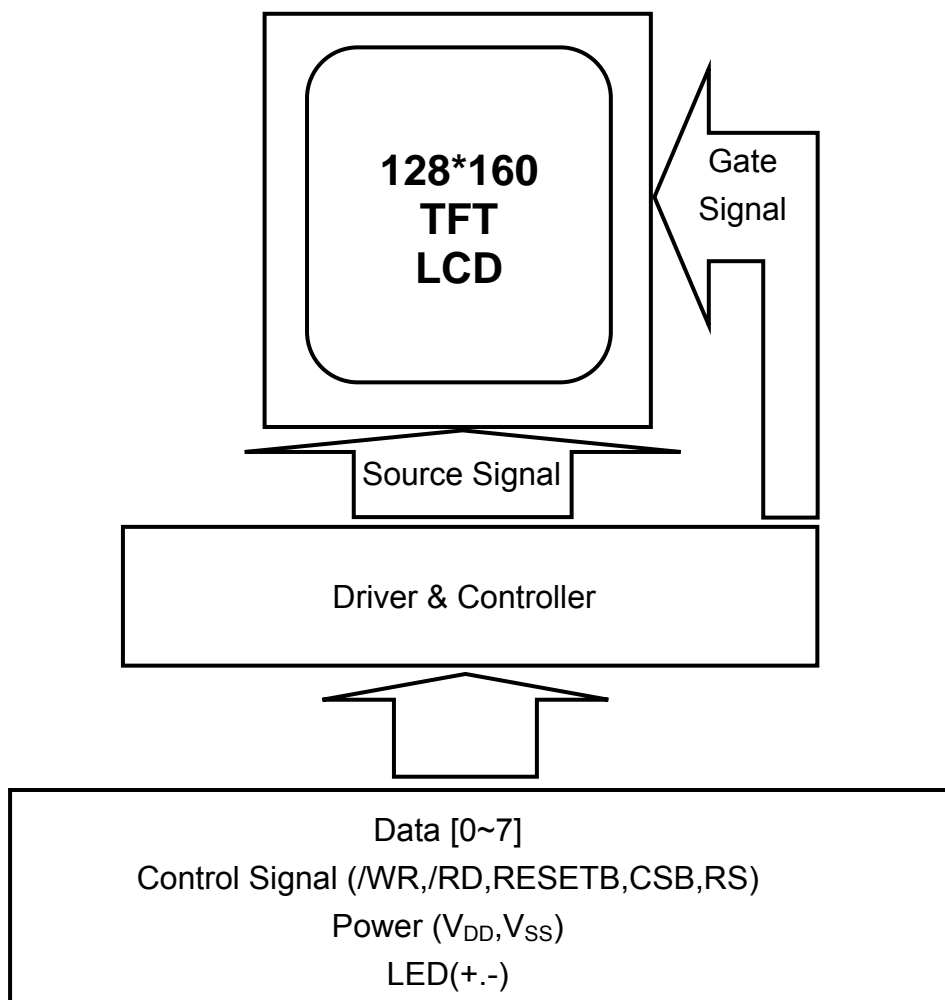 128*160
TFT
LCD
Gate
Signal
Source Signal
Driver & Controller
Data [0~7]
Control Signal (/WR,/RD,RESETB,CSB,RS)
Power (VDD,VSS)
LED(+.-)